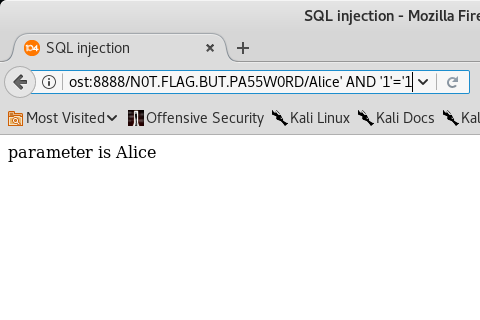 SQL injection - Mozilla Fire
104 SQL injection
ost:8888/N0T.FLAG.BUT.PA55W0RD/Alice' AND '1'='1
Most Visited Offensive Security Kali Linux Kali Docs Kal
parameter is Alice